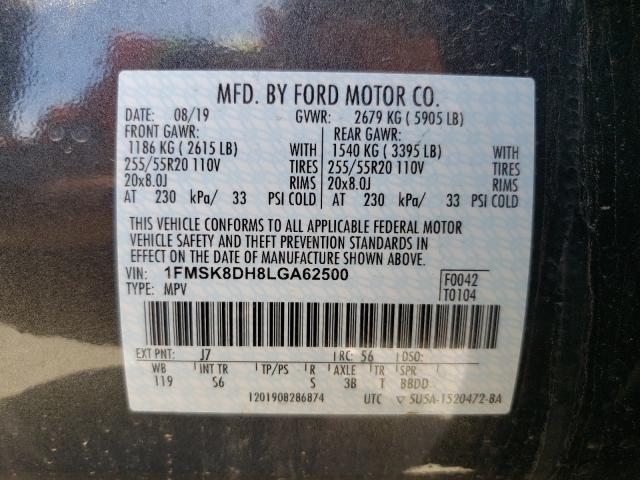 MFD. BY FORD MOTOR CO.
DATE: 08/19 GVWR: 2679 KG ( 5905 LB)
FRONT GAWR: REAR GAWR:
1186 KG ( 2615 LB) WITH 1540 KG ( 3395 LB) WITH
255/55R20 110V TIRES 255/55R20 110V TIRES
20x8.0J RIMS 20x8.0J RIMS
AT 230 kPa/ 33 PSI COLD AT 230 kPa/ 33 PSI COLD
THIS VEHICLE CONFORMS TO ALL APPLICABLE FEDERAL MOTOR
VEHICLE SAFETY AND THEFT PREVENTION STANDARDS IN
EFFECT ON THE DATE OF MANUFACTURE SHOWN ABOVE.
VIN: 1FMSK8DH8LGA62500 F0042
TYPE: MPV T0104
EXT PNT: J7 RC: 56 DSO:
WB INT TR TP/PS R AXLE TR SPR
119 S6 S 3B T BBDD
1201908286874 UTC 5U5A-1520472-BA